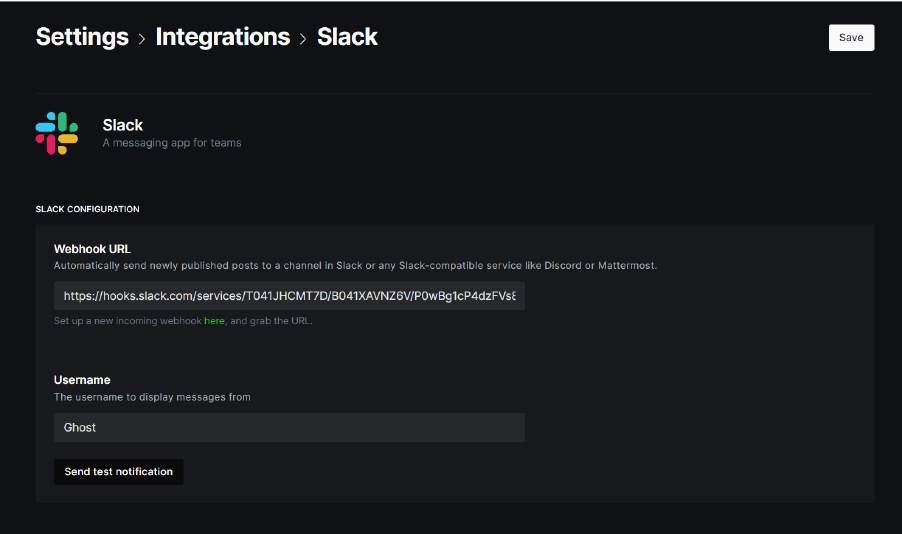 Settings > Integrations > Slack
Save
Slack
A messaging app for teams
SLACK CONFIGURATION
Webhook URL
Automatically send newly published posts to a channel in Slack or any Slack-compatible service like Discord or Mattermost.
https://hooks.slack.com/services/T041JHCMT7D/B041XAVNZ6V/P0wBg1cP4dzFVs8
Set up a new incoming webhook here, and grab the URL.
Username
The username to display messages from
Ghost
Send test notification